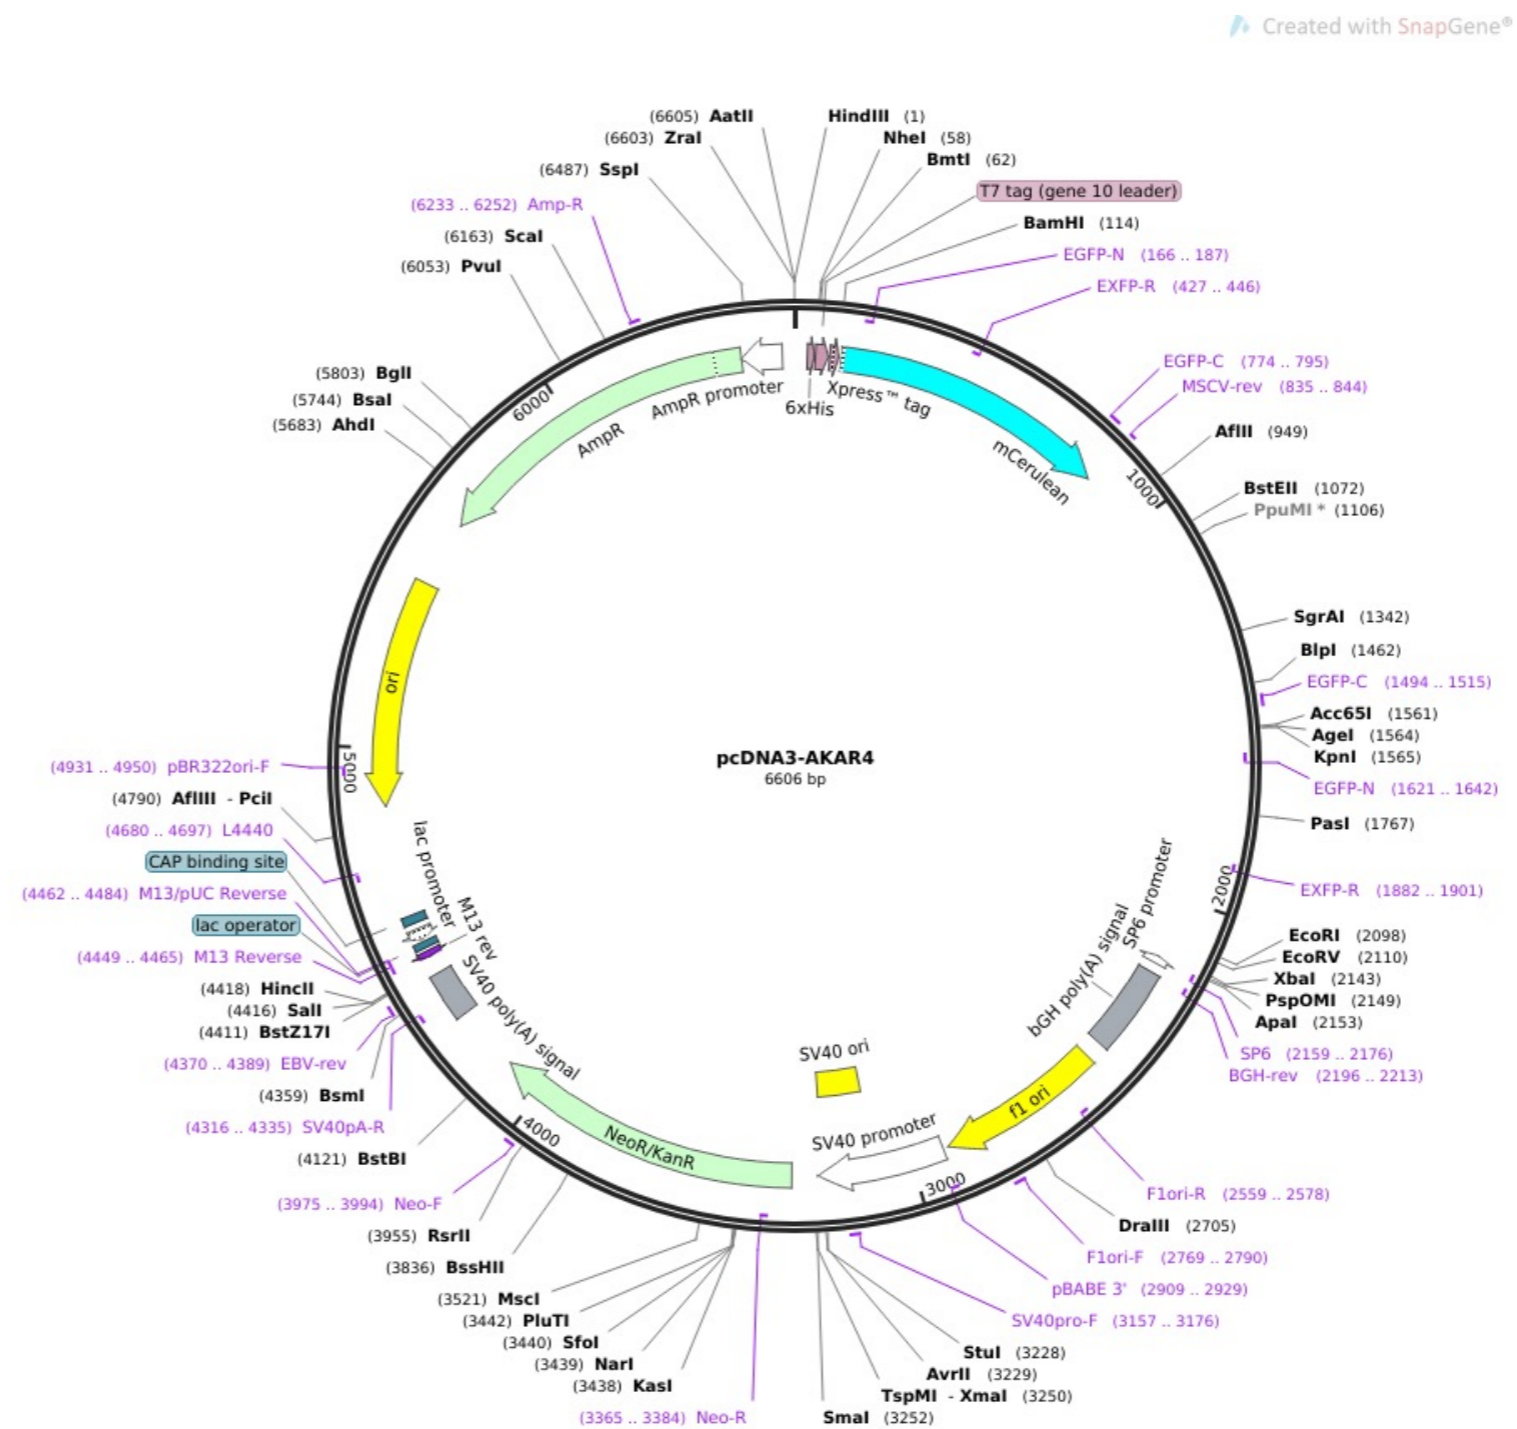 Created with SnapGene®
(6605) AatII
(6603) ZraI
(6487) SspI
(6233 .. 6252) Amp-R
(6163) ScaI
(6053) PvuI
(5803) BglI
(5744) BsaI
(5683) AhdI
HindIII (1)
NheI (58)
BmtI (62)
T7 tag (gene 10 leader)
BamHI (114)
EGFP-N (166 .. 187)
EXFP-R (427 .. 446)
EGFP-C (774 .. 795)
MSCV-rev (835 .. 844)
AflII (949)
BstEII (1072)
PpuMI * (1106)
SgrAI (1342)
BlpI (1462)
EGFP-C (1494 .. 1515)
Acc65I (1561)
AgeI (1564)
KpnI (1565)
EGFP-N (1621 .. 1642)
PasI (1767)
EXFP-R (1882 .. 1901)
EcoRI (2098)
EcoRV (2110)
XbaI (2143)
PspOMI (2149)
ApaI (2153)
SP6 (2159 .. 2176)
BGH-rev (2196 .. 2213)
F1ori-R (2559 .. 2578)
DraIII (2705)
F1ori-F (2769 .. 2790)
pBABE 3' (2909 .. 2929)
SV40pro-F (3157 .. 3176)
StuI (3228)
AvrII (3229)
TspMI - XmaI (3250)
SmaI (3252)
(3365 .. 3384) Neo-R
(3438) KasI
(3439) NarI
(3440) SfoI
(3442) PluTI
(3521) MscI
(3836) BssHII
(3955) RsrII
(3975 .. 3994) Neo-F
(4121) BstBI
(4316 .. 4335) SV40pA-R
(4359) BsmI
(4370 .. 4389) EBV-rev
(4411) BstZ17I
(4416) SalI
(4418) HincII
(4449 .. 4465) M13 Reverse
lac operator
(4462 .. 4484) M13/pUC Reverse
CAP binding site
(4680 .. 4697) L4440
(4790) AflIII - PciI
(4931 .. 4950) pBR322ori-F
6000
AmpR
AmpR promoter
6xHis
Xpress™ tag
mCerulean
1000
ori
5000
pcDNA3-AKAR4
6606 bp
2000
lac promoter
M13 rev
SV40 poly(A) signal
SP6 promoter
bGH poly(A) signal
SV40 ori
f1 ori
SV40 promoter
3000
NeoR/KanR
4000